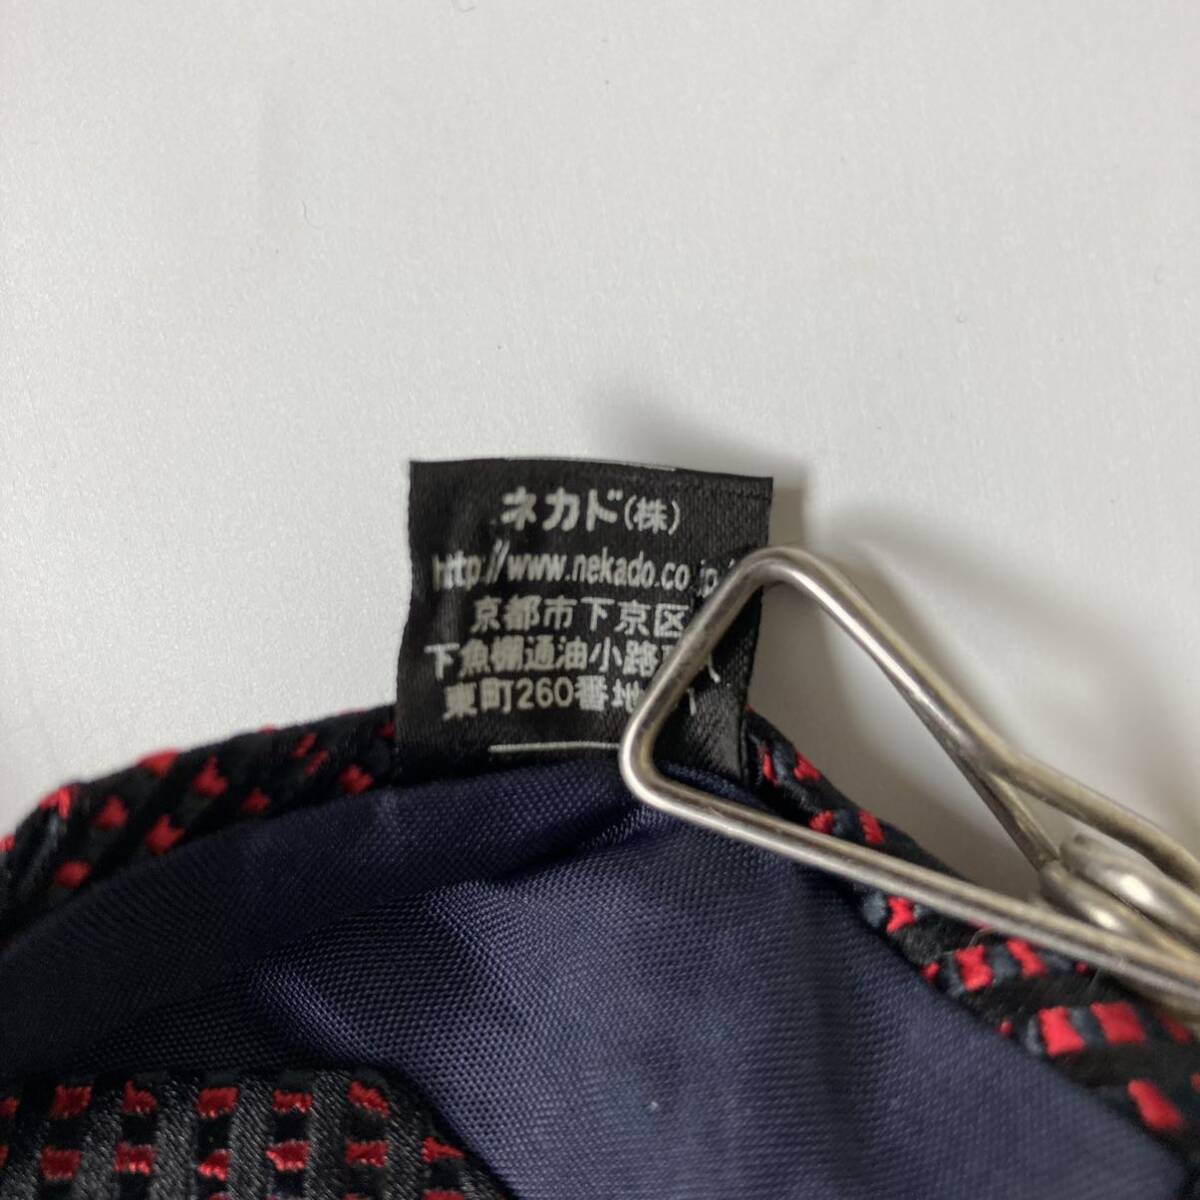 ネカド(株)
http://www.nekado.co.jp/
京都市下京区
下魚棚通油小路
東町260番地